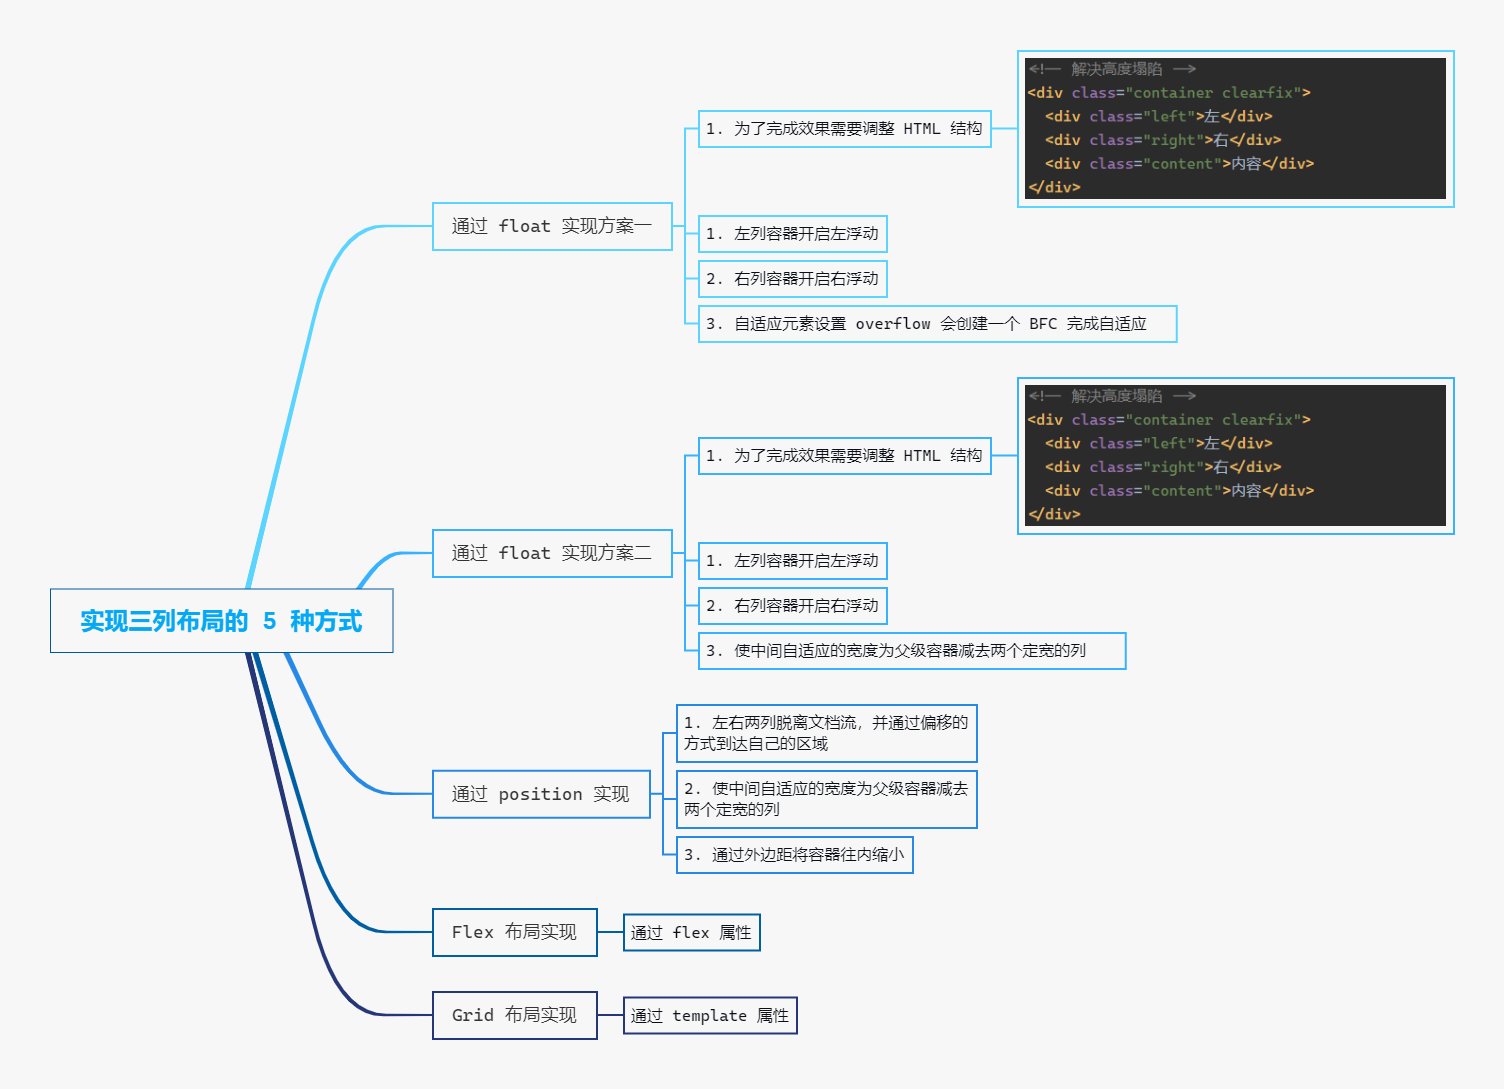 实现三列布局的 5 种方式
通过 float 实现方案一
1. 为了完成效果需要调整 HTML 结构
<!-- 解决高度塌陷 -->
<div class="container clearfix">
<div class="left">左</div>
<div class="right">右</div>
<div class="content">内容</div>
</div>
1. 左列容器开启左浮动
2. 右列容器开启右浮动
3. 自适应元素设置 overflow 会创建一个 BFC 完成自适应
通过 float 实现方案二
1. 为了完成效果需要调整 HTML 结构
<!-- 解决高度塌陷 -->
<div class="container clearfix">
<div class="left">左</div>
<div class="right">右</div>
<div class="content">内容</div>
</div>
1. 左列容器开启左浮动
2. 右列容器开启右浮动
3. 使中间自适应的宽度为父级容器减去两个定宽的列
通过 position 实现
1. 左右两列脱离文档流，并通过偏移的
方式到达自己的区域
2. 使中间自适应的宽度为父级容器减去
两个定宽的列
3. 通过外边距将容器往内缩小
Flex 布局实现
通过 flex 属性
Grid 布局实现
通过 template 属性